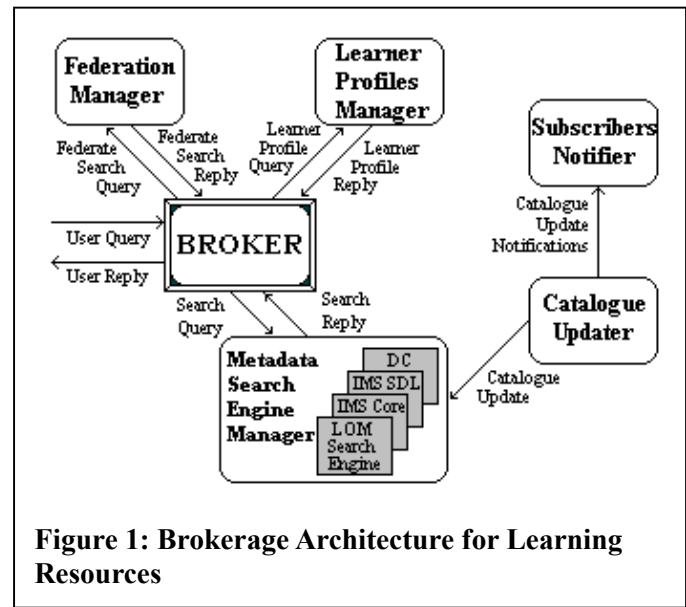 Federation
Manager
Learner
Profiles
Manager
Subscribers
Notifier
Federate
Search
Query
Federate
Search
Reply
Learner
Profile
Query
Learner
Profile
Reply
Catalogue
Update
Notifications
User Query
User Reply
BROKER
Search
Query
Search
Reply
Catalogue
Updater
Catalogue
Update
Metadada
Search
Engine
Manager
DC
IMS SDL
IMS Core
LOM
Search
Engine
Figure 1: Brokerage Architecture for Learning
Resources